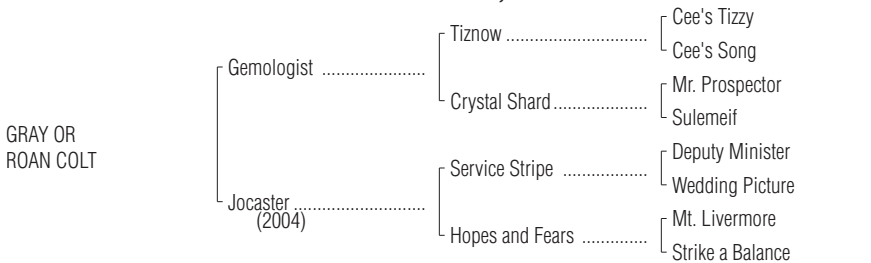 Cee's Tizzy
Tiznow ..............................
Cee's Song
Gemologist ......................
Mr. Prospector
Crystal Shard....................
Sulemeif
GRAY OR
ROAN COLT
Deputy Minister
Service Stripe ..................
Wedding Picture
Jocaster ............................
(2004)
Mt. Livermore
Hopes and Fears ..............
Strike a Balance